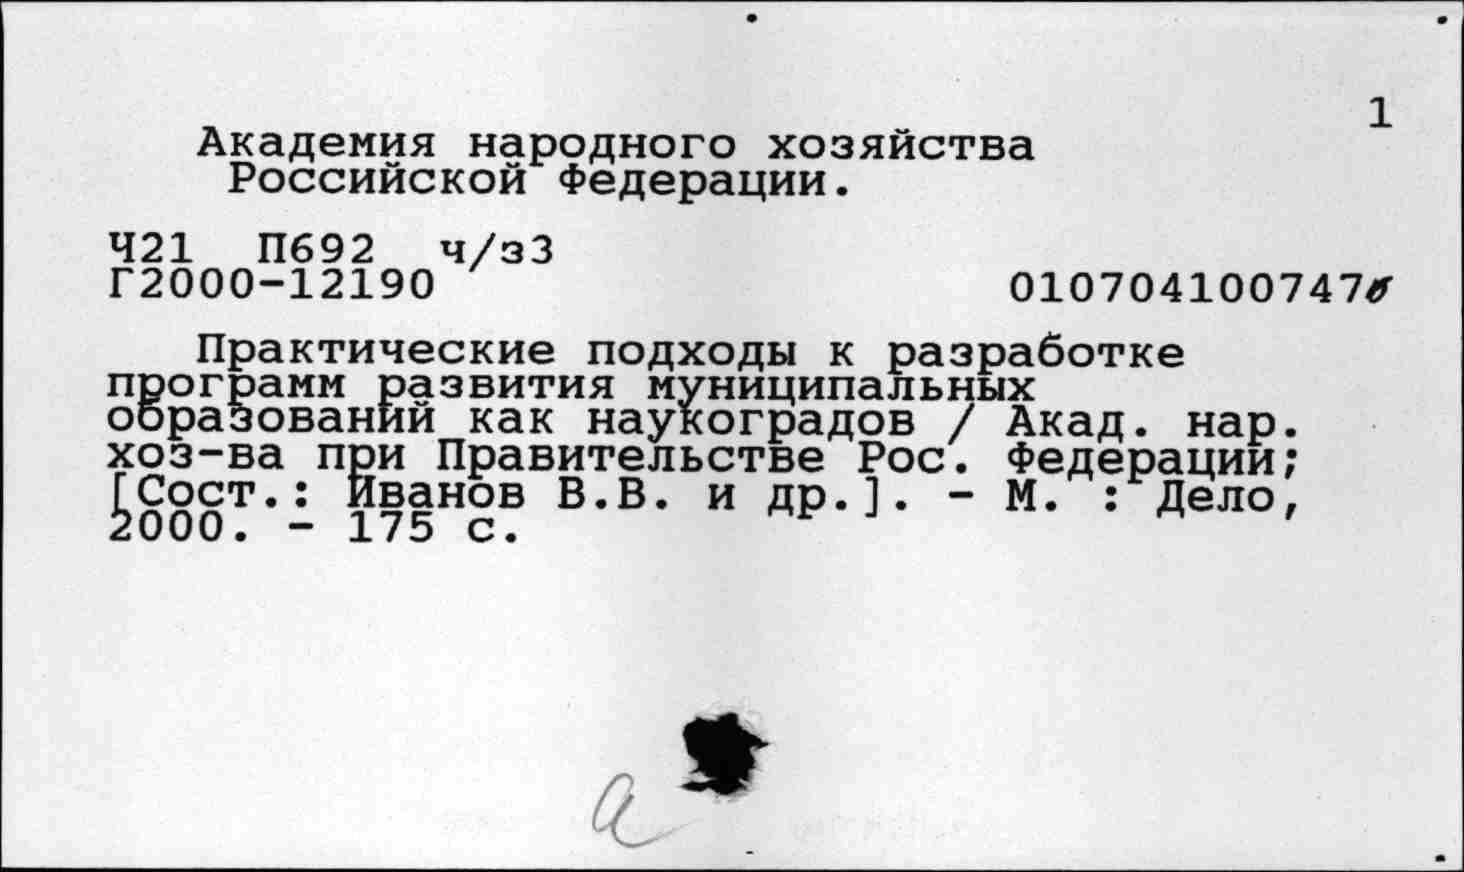 1
Академия народного хозяйства
Российской Федерации.
Ч21 П692 ч/з3
Г2000-12190 010704100747
Практические подходы к разработке
программ развития муниципальных
образований как наукоградов / Акад. нар.
хоз-ва при Правительстве Рос. Федерации;
[Сост.: Иванов В.В. и др.]. - М. : Дело,
2000. - 175 с.
а